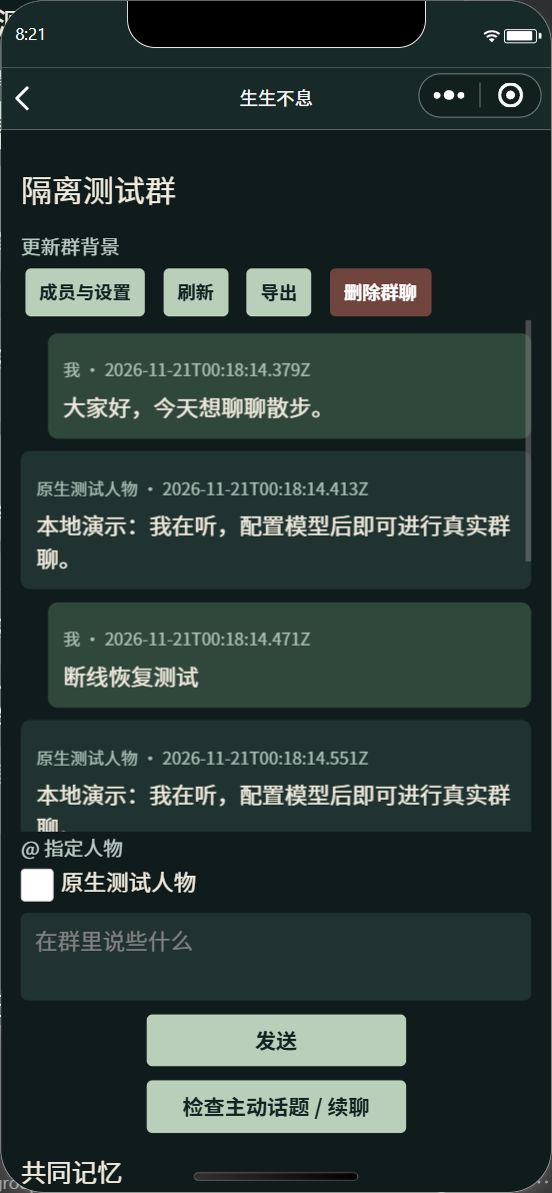 8:21
生生不息
隔离测试群
更新群背景
成员与设置 刷新 导出 删除群聊
我 · 2026-11-21T00:18:14.379Z
大家好，今天想聊聊散步。
原生测试人物 · 2026-11-21T00:18:14.413Z
本地演示：我在听，配置模型后即可进行真实群
聊。
我 · 2026-11-21T00:18:14.471Z
断线恢复测试
原生测试人物 · 2026-11-21T00:18:14.551Z
本地演示：我在听，配置模型后即可进行真实群
聊。
@ 指定人物
原生测试人物
在群里说些什么
发送
检查主动话题 / 续聊
共同记忆